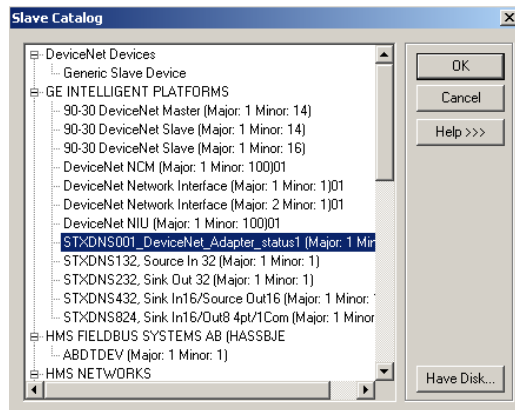 Slave Catalog
DeviceNet Devices
Generic Slave Device
GE INTELLIGENT PLATFORMS
90-30 DeviceNet Master (Major: 1 Minor: 14)
90-30 DeviceNet Slave (Major: 1 Minor: 14)
90-30 DeviceNet Slave (Major: 1 Minor: 16)
DeviceNet NCM (Major: 1 Minor: 100)01
DeviceNet Network Interface (Major: 1 Minor: 1)01
DeviceNet Network Interface (Major: 2 Minor: 1)01
DeviceNet NIU (Major: 1 Minor: 100)01
STXDNS001_DeviceNet_Adapter_status1 (Major: 1 Min
STXDNS132, Source In 32 (Major: 1 Minor: 1)
STXDNS232, Sink Out 32 (Major: 1 Minor: 1)
STXDNS432, Sink In16/Source Out16 (Major: 1 Minor:
STXDNS824, Sink In16/Out8 4pt/1Com (Major: 1 Minor
HMS FIELDBUS SYSTEMS AB (HASSBJE
ABDTDEV (Major: 1 Minor: 1)
HMS NETWORKS
OK
Cancel
Help >>>
Have Disk...